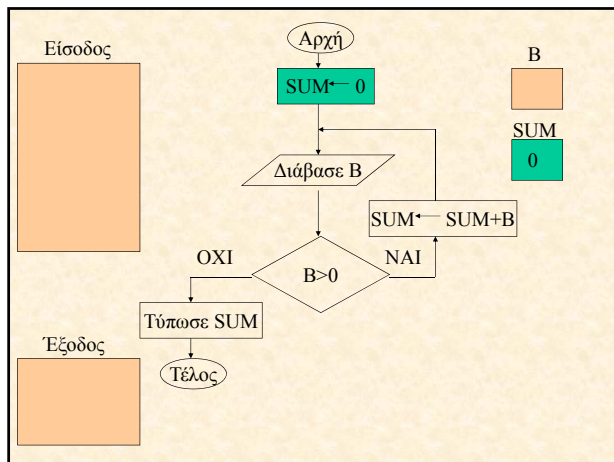 Είσοδος
Αρχή
SUM← 0
Διάβασε B
B>0
ΟΧΙ
ΝΑΙ
SUM← SUM+B
Τύπωσε SUM
Τέλος
Έξοδος
B
SUM
0